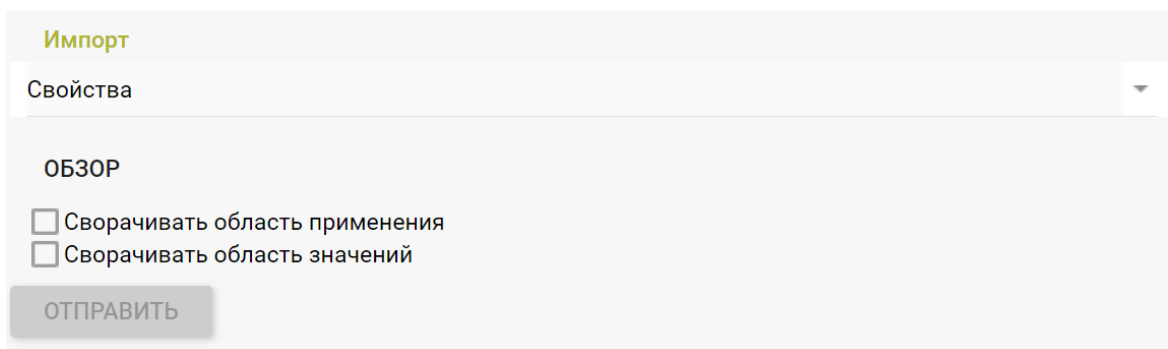 Импорт
Свойства
ОБЗОР
Сворачивать область применения
Сворачивать область значений
ОТПРАВИТЬ